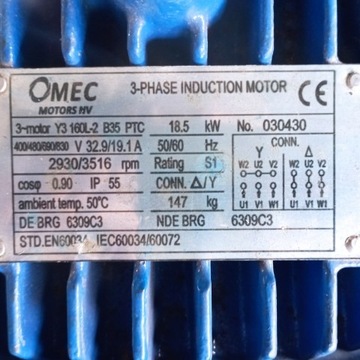 OMEC
MOTORS NV
3-PHASE INDUCTION MOTOR
CE
3~motor Y3 160L-2 B35 PTC 18.5 kW No. 030430
400/480/690/830 V 32.9/19.1 A 50/60 Hz CONN.
2930/3516 rpm Rating S1 Y Δ
cosφ 0.90 IP 55 CONN. Δ/Y W2 U2 V2 W2 U2 V2
ambient temp. 50°C 147 kg U1 V1 W1 U1 V1 W1
DE BRG 6309C3 NDE BRG 6309C3
STD.EN60034 IEC60034/60072